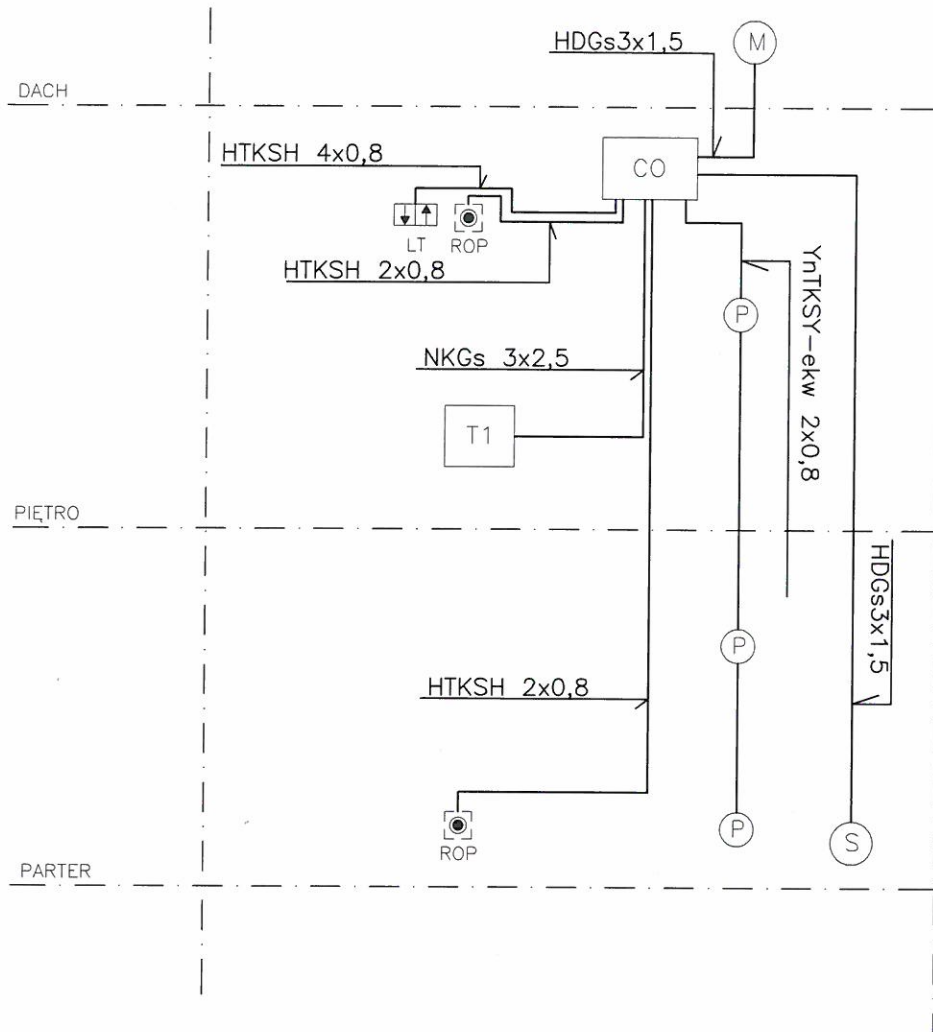 HDGs3x1,5
M
DACH
HTKSH 4x0,8
CO
LT
ROP
HTKSH 2x0,8
YnTKSY-ekw 2x0,8
P
NKGs 3x2,5
T1
PIĘTRO
HDGs3x1,5
P
HTKSH 2x0,8
P
S
ROP
PARTER